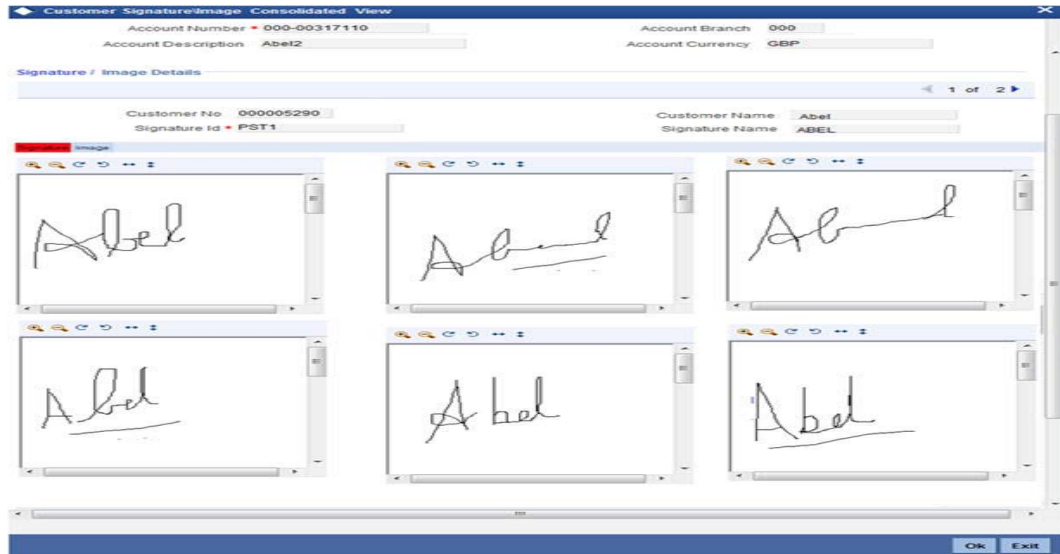 Customer Signature\Image Consolidated View
Account Number * 000-00317110 Account Branch 000
Account Description Abel2 Account Currency GBP
Signature / Image Details
1 of 2
Customer No 000005290 Customer Name Abel
Signature Id * PST1 Signature Name ABEL
Signature Image
Abel Abel Abel
Abel Abel Abel
Ok Exit